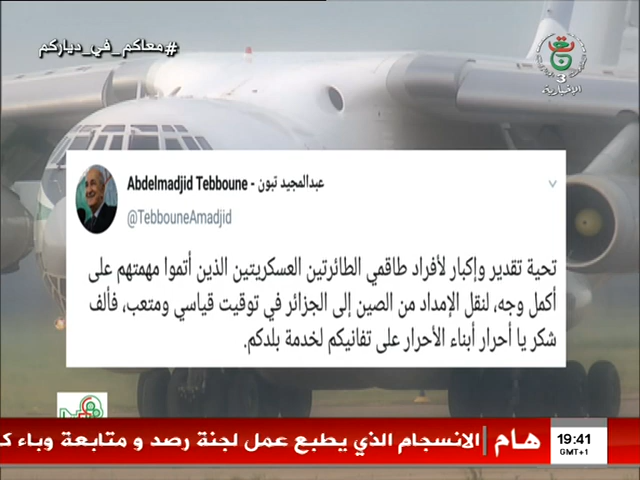 #معاكم_في_دياركم
3
الإخبارية
Abdelmadjid Tebboune - عبدالمجيد تبون
@TebbouneAmadjid
تحية تقدير وإكبار لأفراد طاقمي الطائرتين العسكريتين الذين أتموا مهمتهم على
أكمل وجه، لنقل الإمداد من الصين إلى الجزائر في توقيت قياسي ومتعب، فألف
شكر يا أحرار أبناء الأحرار على تفانيكم لخدمة بلدكم.
هام | الانسجام الذي يطبع عمل لجنة رصد و متابعة وباء ك
19:41
GMT+1